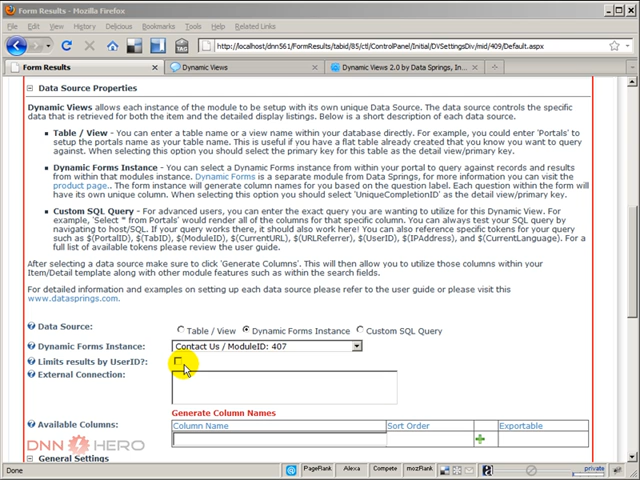 Form Results - Mozilla Firefox
File Edit View History Delicious Bookmarks Tools Help Related Links
http://localhost/dnn561/FormResults/tabid/85/ctl/ControlPanel/Initial/DVSettingsDiv/mid/409/Default.aspx
Form Results Dynamic Views Dynamic Views 2.0 by Data Springs, In...
Data Source Properties
Dynamic Views allows each instance of the module to be setup with its own unique Data Source. The data source controls the specific
data that is retrieved for both the item and the detailed display listings. Below is a short description of each data source.
Table / View - You can enter a table name or a view name within your database directly. For example, you could enter 'Portals' to
setup the portals name as your table name. This is useful if you have a flat table already created that you know you want to query
against. When selecting this option you should select the primary key for this table as the detail view/primary key.
Dynamic Forms Instance - You can select a Dynamic Forms instance from within your portal to query against records and results
from within that modules instance. Dynamic Forms is a separate module from Data Springs, for more information you can visit the
product page.. The form instance will generate column names for you based on the question label. Each question within the form will
have its own unique column. When selecting this option you should select 'UniqueCompletionID' as the detail view/primary key.
Custom SQL Query - For advanced users, you can enter the exact query you are wanting to utilize for this Dynamic View. For
example, 'Select * from Portals' would render all of the columns for that specific table. You can always test your SQL query by
navigating to host/SQL. If your query works there, it should also work here! You can also reference specific tokens for your query
such as $(PortalID), $(TabID), $(ModuleID), $(CurrentURL), $(URLReferrer), $(UserID), $(IPAddress), and $(CurrentLanguage). For a
full list of available tokens please review the user guide.
After selecting a data source make sure to click 'Generate Columns'. This will then allow you to utilize those columns within your
Item/Detail template along with other module features such as within the search fields.
For detailed information and examples on setting up each data source please refer to the user guide or please visit this
www.datasprings.com.
Data Source: Table / View Dynamic Forms Instance Custom SQL Query
Dynamic Forms Instance: Contact Us / ModuleID: 407
Limits results by UserID?:
External Connection:
Generate Column Names
Available Columns: Column Name Sort Order Exportable
DNN HERO
General Settings
Done PageRank Alexa Compete mozRank (private)